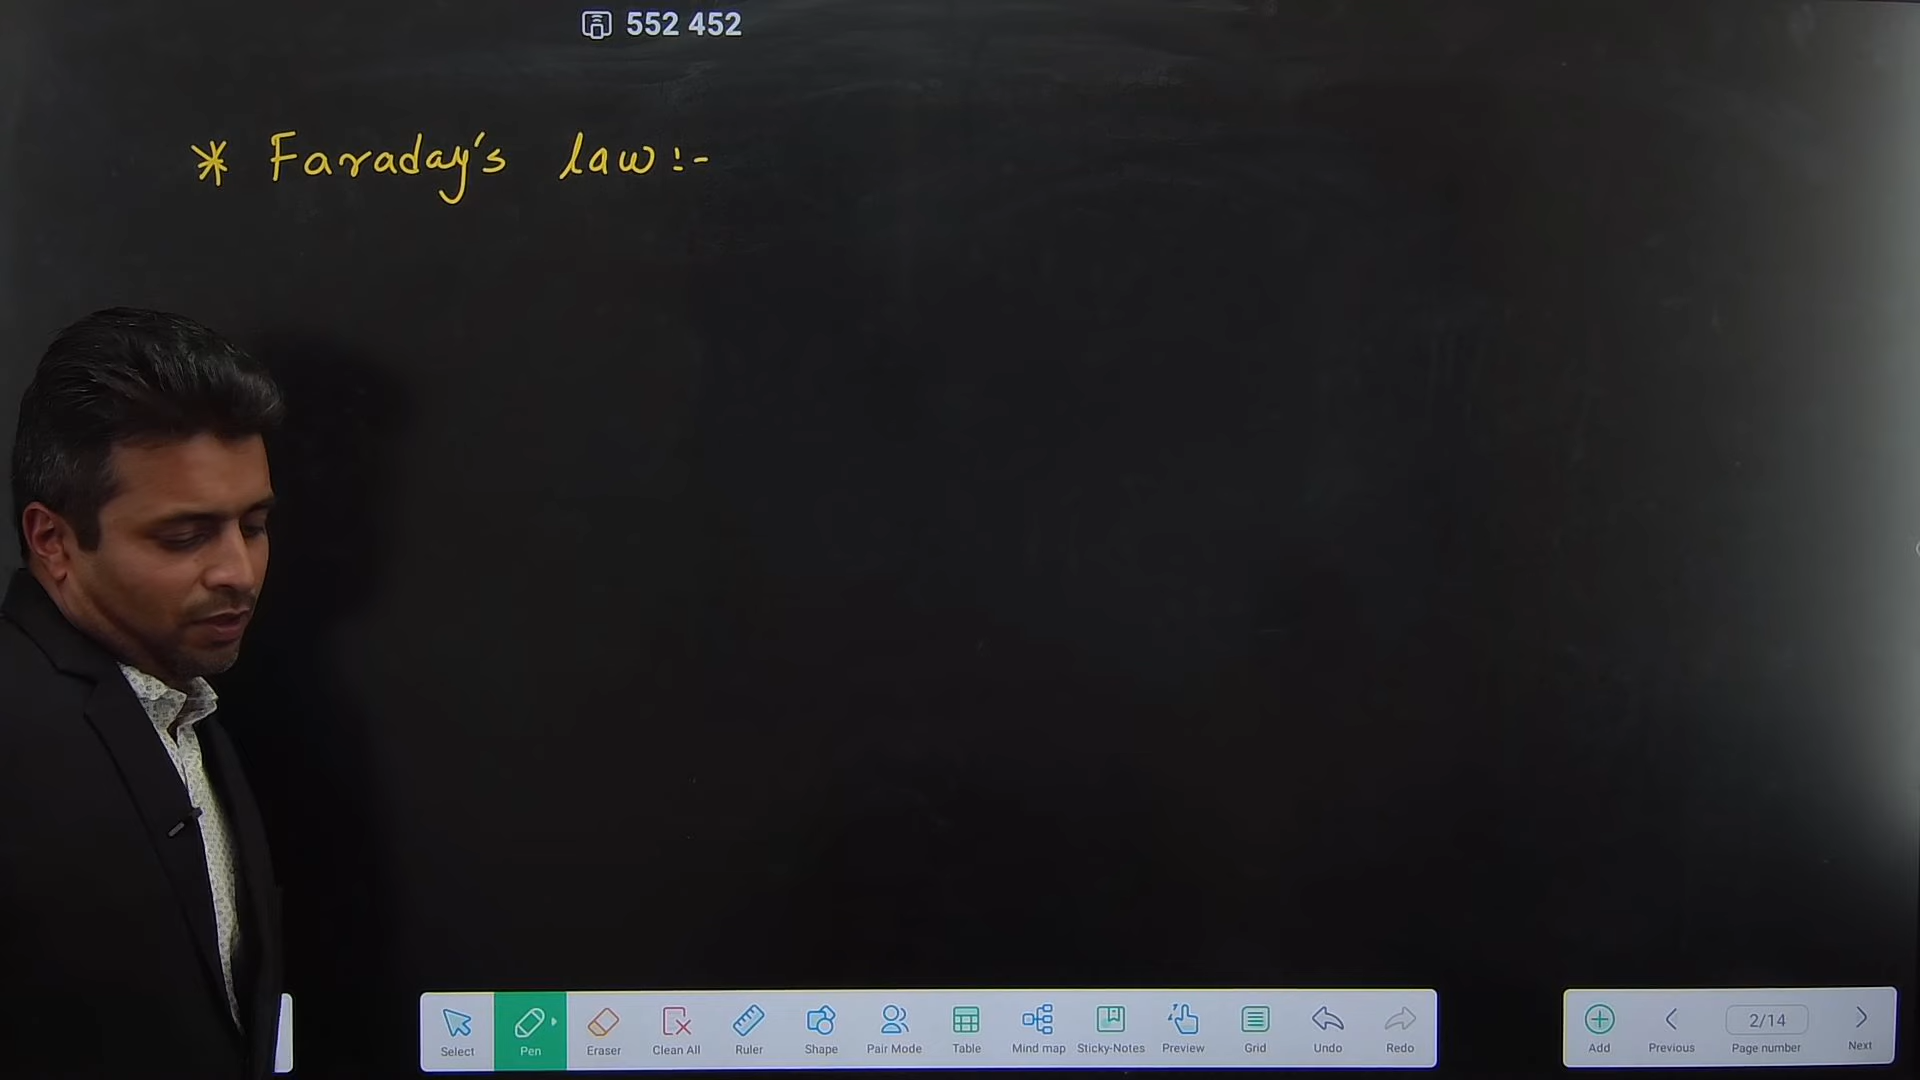 552 452
* Faraday's law :-
Select Pen Eraser Clean All Ruler Shape Pair Mode Table Mind map Sticky-Notes Preview Grid Undo Redo
Add Previous 2/14 Page number Next